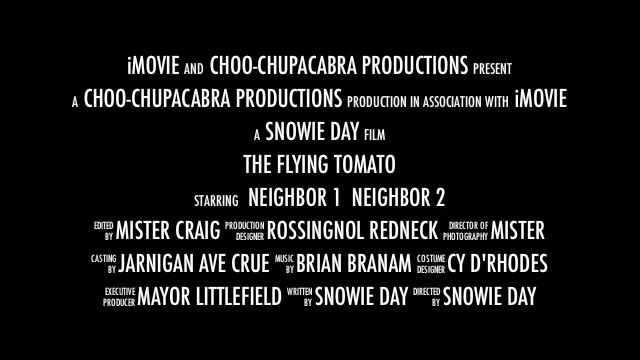 iMOVIE AND CHOO-CHUPACABRA PRODUCTIONS PRESENT
A CHOO-CHUPACABRA PRODUCTIONS PRODUCTION IN ASSOCIATION WITH iMOVIE
A SNOWIE DAY FILM
THE FLYING TOMATO
STARRING NEIGHBOR 1 NEIGHBOR 2
EDITED BY MISTER CRAIG PRODUCTION DESIGNER ROSSINGNOL REDNECK DIRECTOR OF PHOTOGRAPHY MISTER
CASTING BY JARNIGAN AVE CRUE MUSIC BY BRIAN BRANAM COSTUME DESIGNER CY D'RHODES
EXECUTIVE PRODUCER MAYOR LITTLEFIELD WRITTEN BY SNOWIE DAY DIRECTED BY SNOWIE DAY